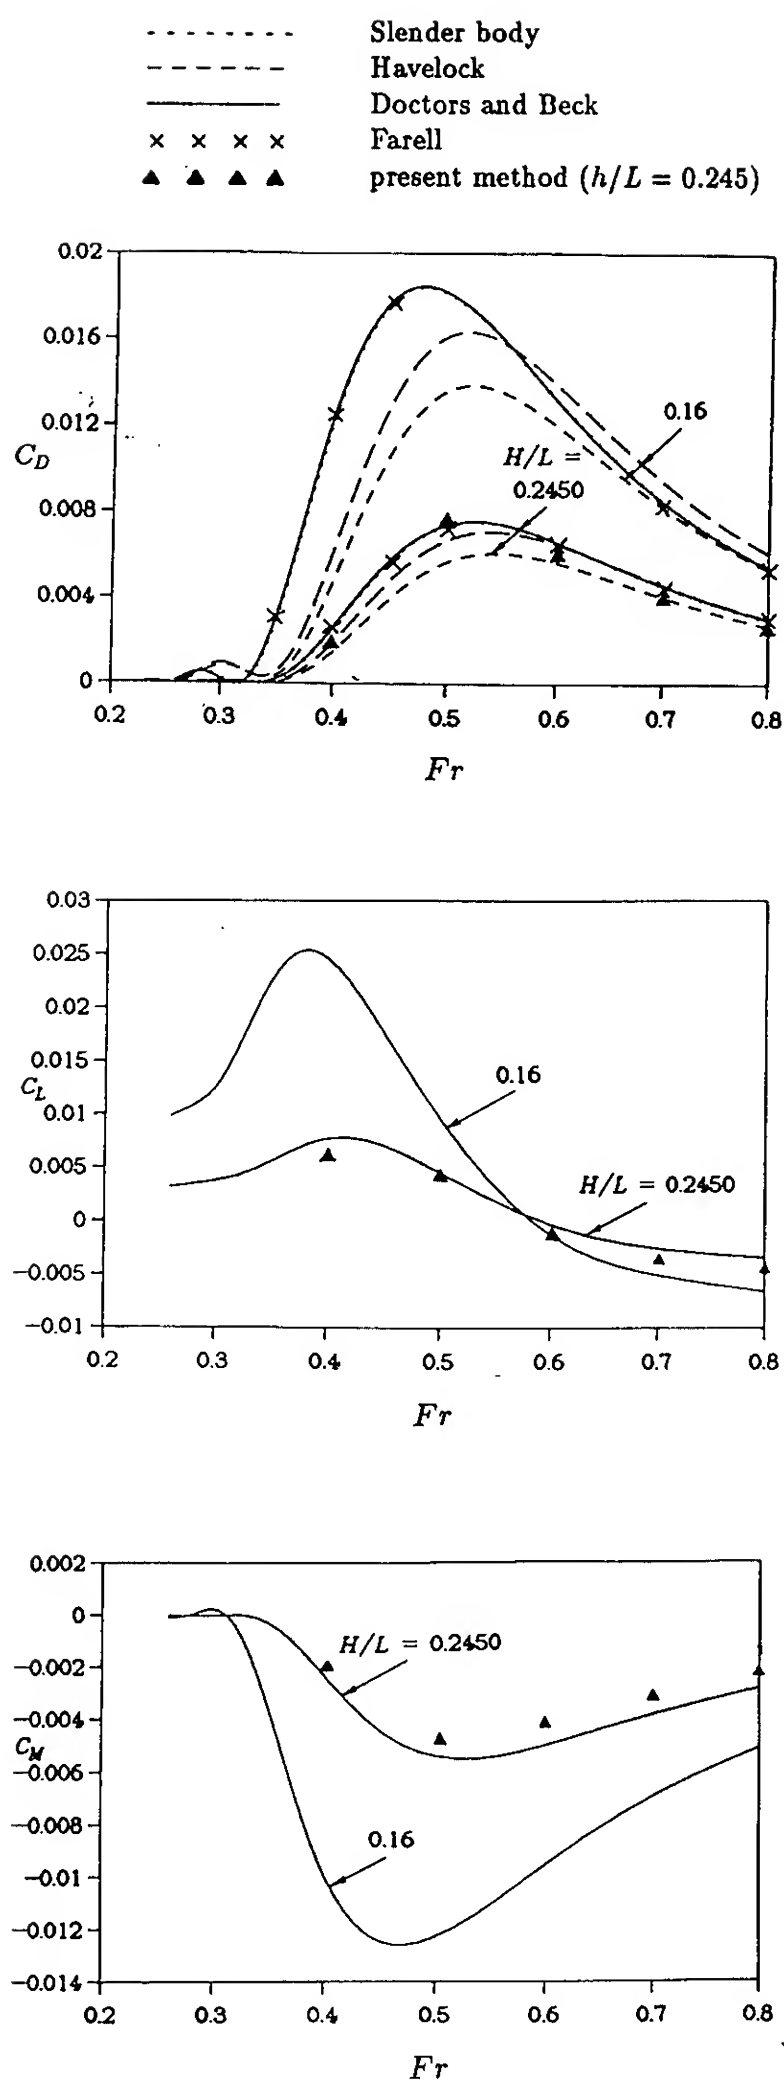 Slender body
Havelock
Doctors and Beck
Farell
present method (h/L = 0.245)
0.02
0.016
0.012
C_D
0.008
0.004
0
0.16
H/L =
0.2450
0.2 0.3 0.4 0.5 0.6 0.7 0.8
Fr
0.03
0.025
0.02
0.015
C_L
0.01
0.005
0
−0.005
−0.01
0.16
H/L = 0.2450
0.2 0.3 0.4 0.5 0.6 0.7 0.8
Fr
0.002
0
−0.002
−0.004
C_M
−0.006
−0.008
−0.01
−0.012
−0.014
H/L = 0.2450
0.16
0.2 0.3 0.4 0.5 0.6 0.7 0.8
Fr